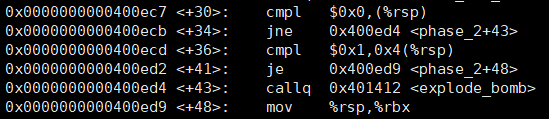 0x0000000000400ec7 <+30>: cmpl $0x0,(%rsp)
0x0000000000400ecb <+34>: jne 0x400ed4 <phase_2+43>
0x0000000000400ecd <+36>: cmpl $0x1,0x4(%rsp)
0x0000000000400ed2 <+41>: je 0x400ed9 <phase_2+48>
0x0000000000400ed4 <+43>: callq 0x401412 <explode_bomb>
0x0000000000400ed9 <+48>: mov %rsp,%rbx